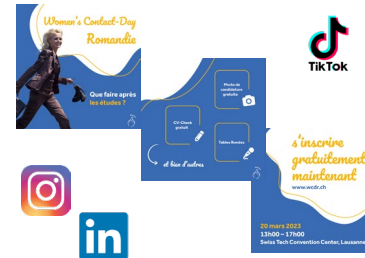 Women's Contact-Day
Romandie
Que faire après
les études ?
Photo de
candidature
gratuite
CV-Check
gratuit
Tables Rondes
et bien d'autres
TikTok
s'inscrire
gratuitement
maintenant
www.wcdr.ch
20 mars 2023
13h00 – 17h00
Swiss Tech Convention Center, Lausanne
in